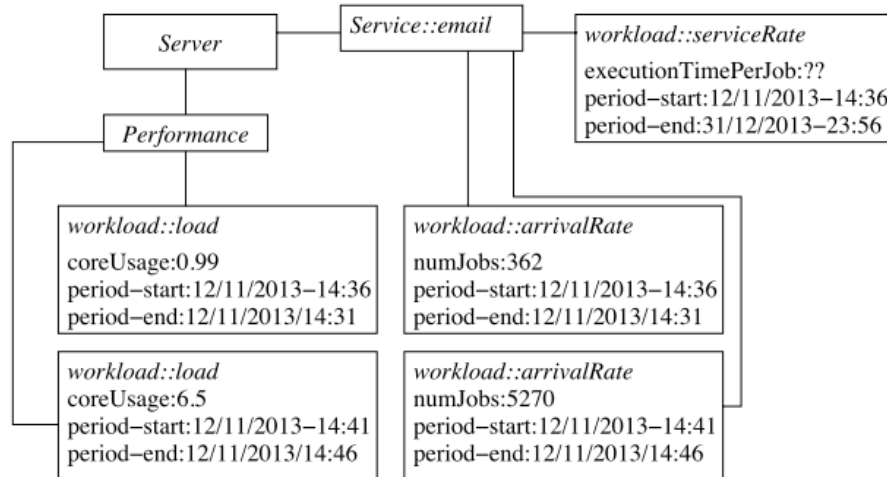 Server
Service::email
workload::serviceRate
executionTimePerJob:??
period−start:12/11/2013−14:36
period−end:31/12/2013−23:56
Performance
workload::load
coreUsage:0.99
period−start:12/11/2013−14:36
period−end:12/11/2013/14:31
workload::arrivalRate
numJobs:362
period−start:12/11/2013−14:36
period−end:12/11/2013/14:31
workload::load
coreUsage:6.5
period−start:12/11/2013−14:41
period−end:12/11/2013/14:46
workload::arrivalRate
numJobs:5270
period−start:12/11/2013−14:41
period−end:12/11/2013/14:46